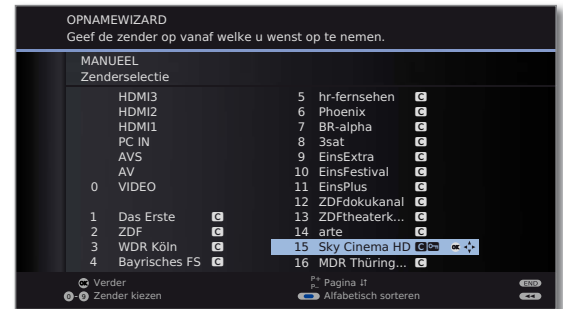 OPNAMEWIZARD
Geef de zender op vanaf welke u wenst op te nemen.
MANUEEL
Zenderselectie
HDMI3
HDMI2
HDMI1
PC IN
AVS
AV
0 VIDEO
1 Das Erste C
2 ZDF C
3 WDR Köln C
4 Bayrisches FS C
5 hr-fernsehen C
6 Phoenix C
7 BR-alpha C
8 3sat C
9 EinsExtra C
10 EinsFestival C
11 EinsPlus C
12 ZDFdokukanal C
13 ZDFtheaterk... C
14 arte C
15 Sky Cinema HD C OK
16 MDR Thüring... C
OK Verder
0-9 Zender kiezen
P+ P- Pagina
Alfabetisch sorteren
END